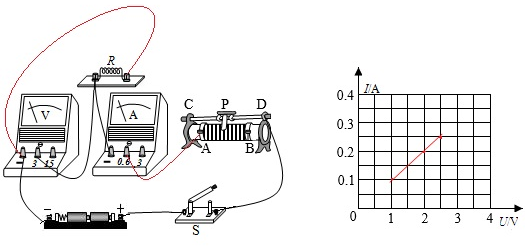 R
C P D
V
A
A B
- 3 15
- 0.6 3
- +
S
I/A
0.4
0.3
0.2
0.1
0 1 2 3 4 U/V